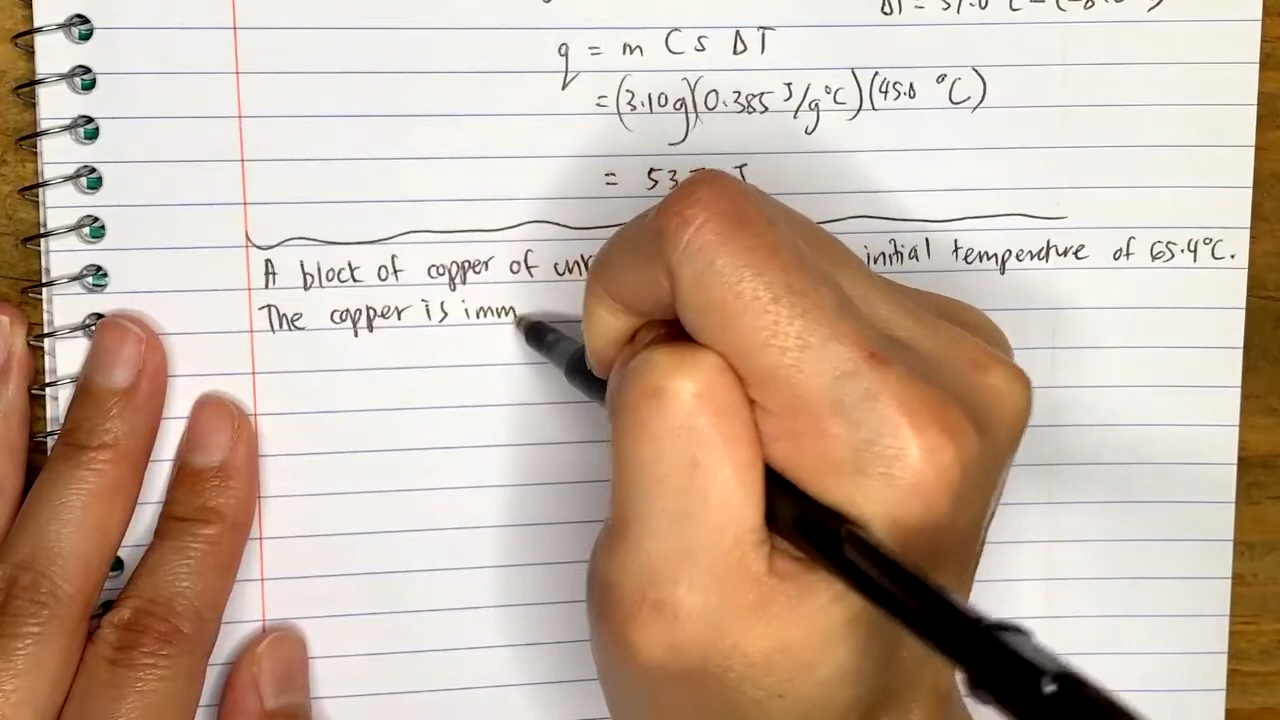 q = m Cs ΔT
= (3.10g)(0.385 J/g°C)(45.0 °C)
= 53 J
A block of copper of initial temperature of 65.4°C.
The copper is imm